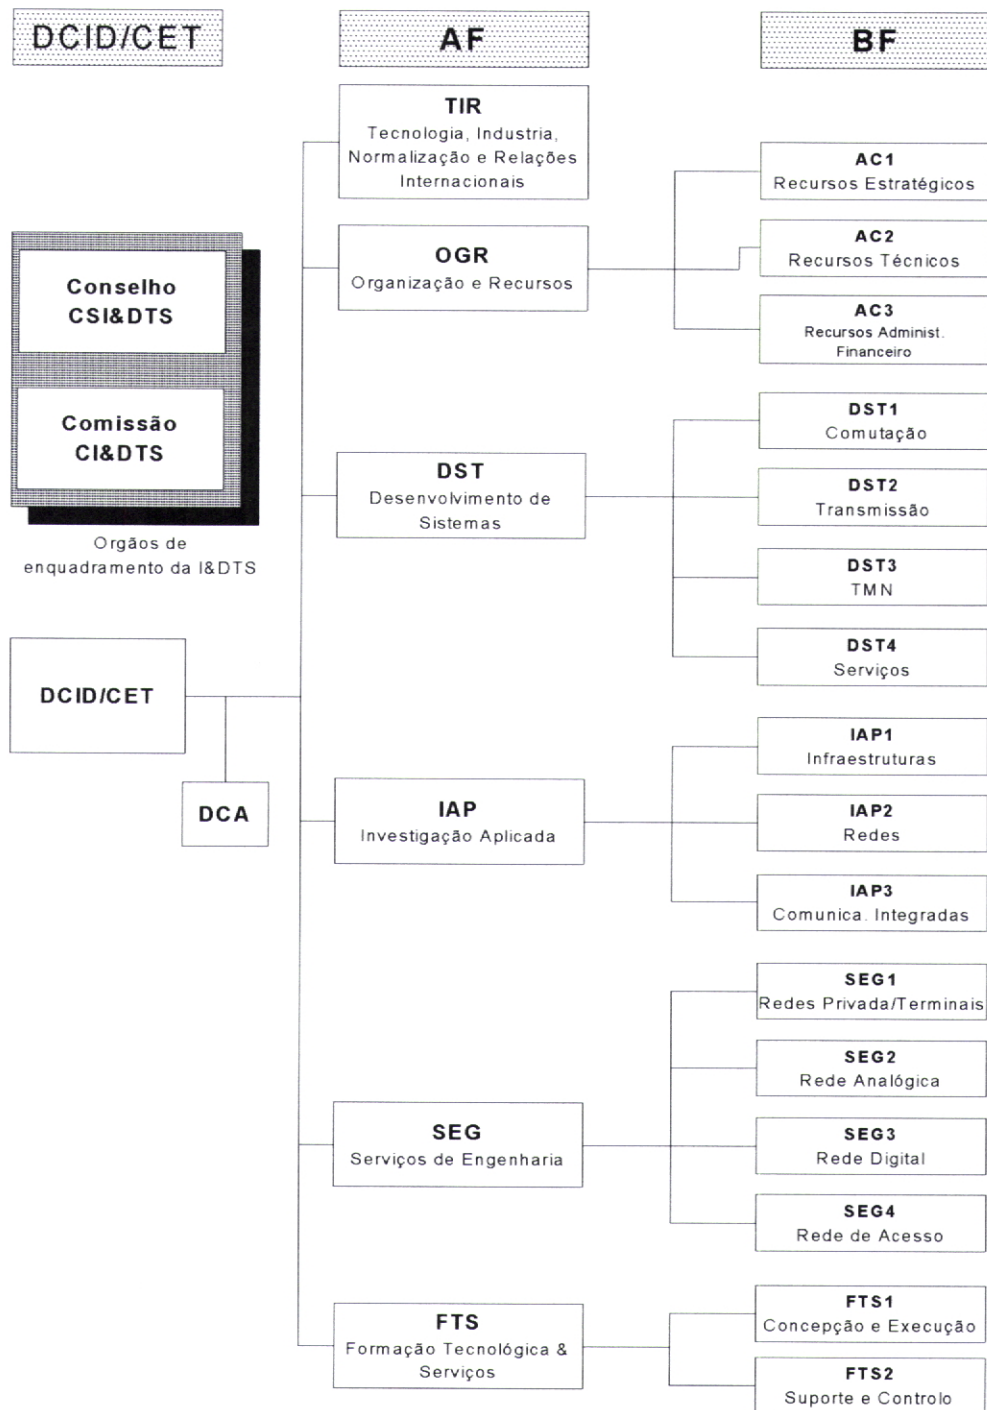 DCID/CET
AF
BF
TIR
Tecnologia, Industria,
Normalização e Relações
Internacionais
OGR
Organização e Recursos
AC1
Recursos Estratégicos
AC2
Recursos Técnicos
AC3
Recursos Administ.
Financeiro
Conselho
CSI&DTS
Comissão
CI&DTS
Orgãos de
enquadramento da I&DTS
DST
Desenvolvimento de
Sistemas
DST1
Comutação
DST2
Transmissão
DST3
TMN
DST4
Serviços
DCID/CET
DCA
IAP
Investigação Aplicada
IAP1
Infraestruturas
IAP2
Redes
IAP3
Comunica. Integradas
SEG
Serviços de Engenharia
SEG1
Redes Privada/Terminais
SEG2
Rede Analógica
SEG3
Rede Digital
SEG4
Rede de Acesso
FTS
Formação Tecnológica &
Serviços
FTS1
Concepção e Execução
FTS2
Suporte e Controlo